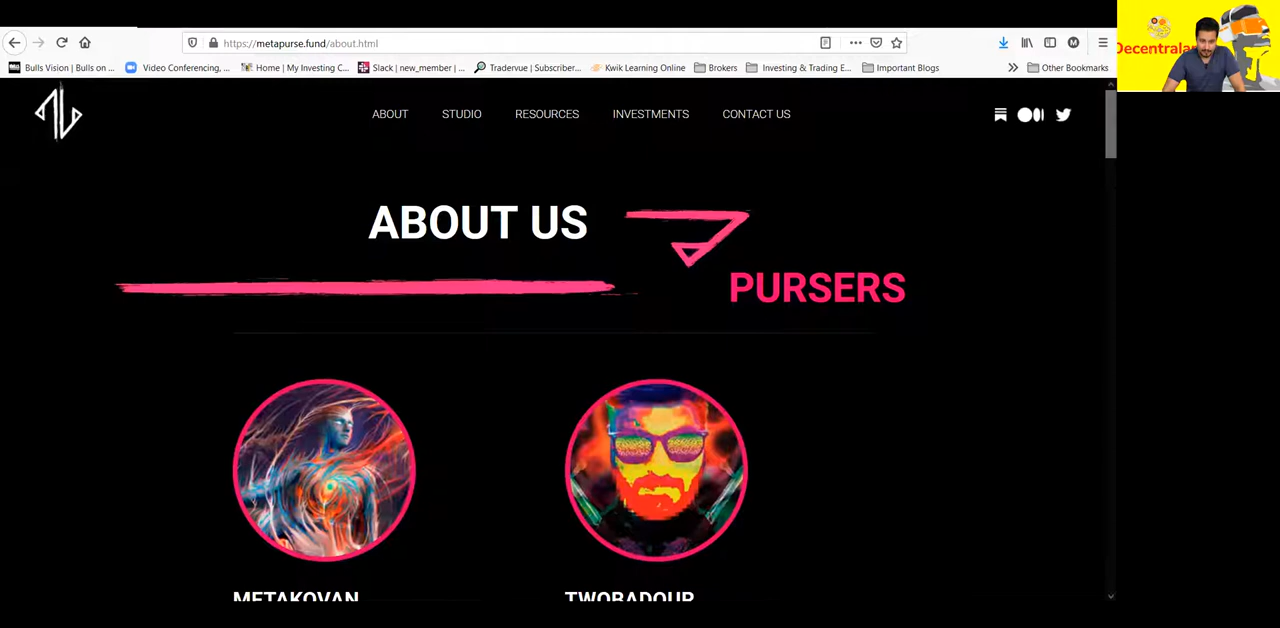 https://metapurse.fund/about.html
Bulls Vision | Bulls on ... Video Conferencing, ... Home | My Investing C... Slack | new_member | ... Tradervue | Subscriber... Kwik Learning Online Brokers Investing & Trading E... Important Blogs Other Bookmarks
ABOUT STUDIO RESOURCES INVESTMENTS CONTACT US
ABOUT US
PURSERS
METAKOVAN TWOBADOUR